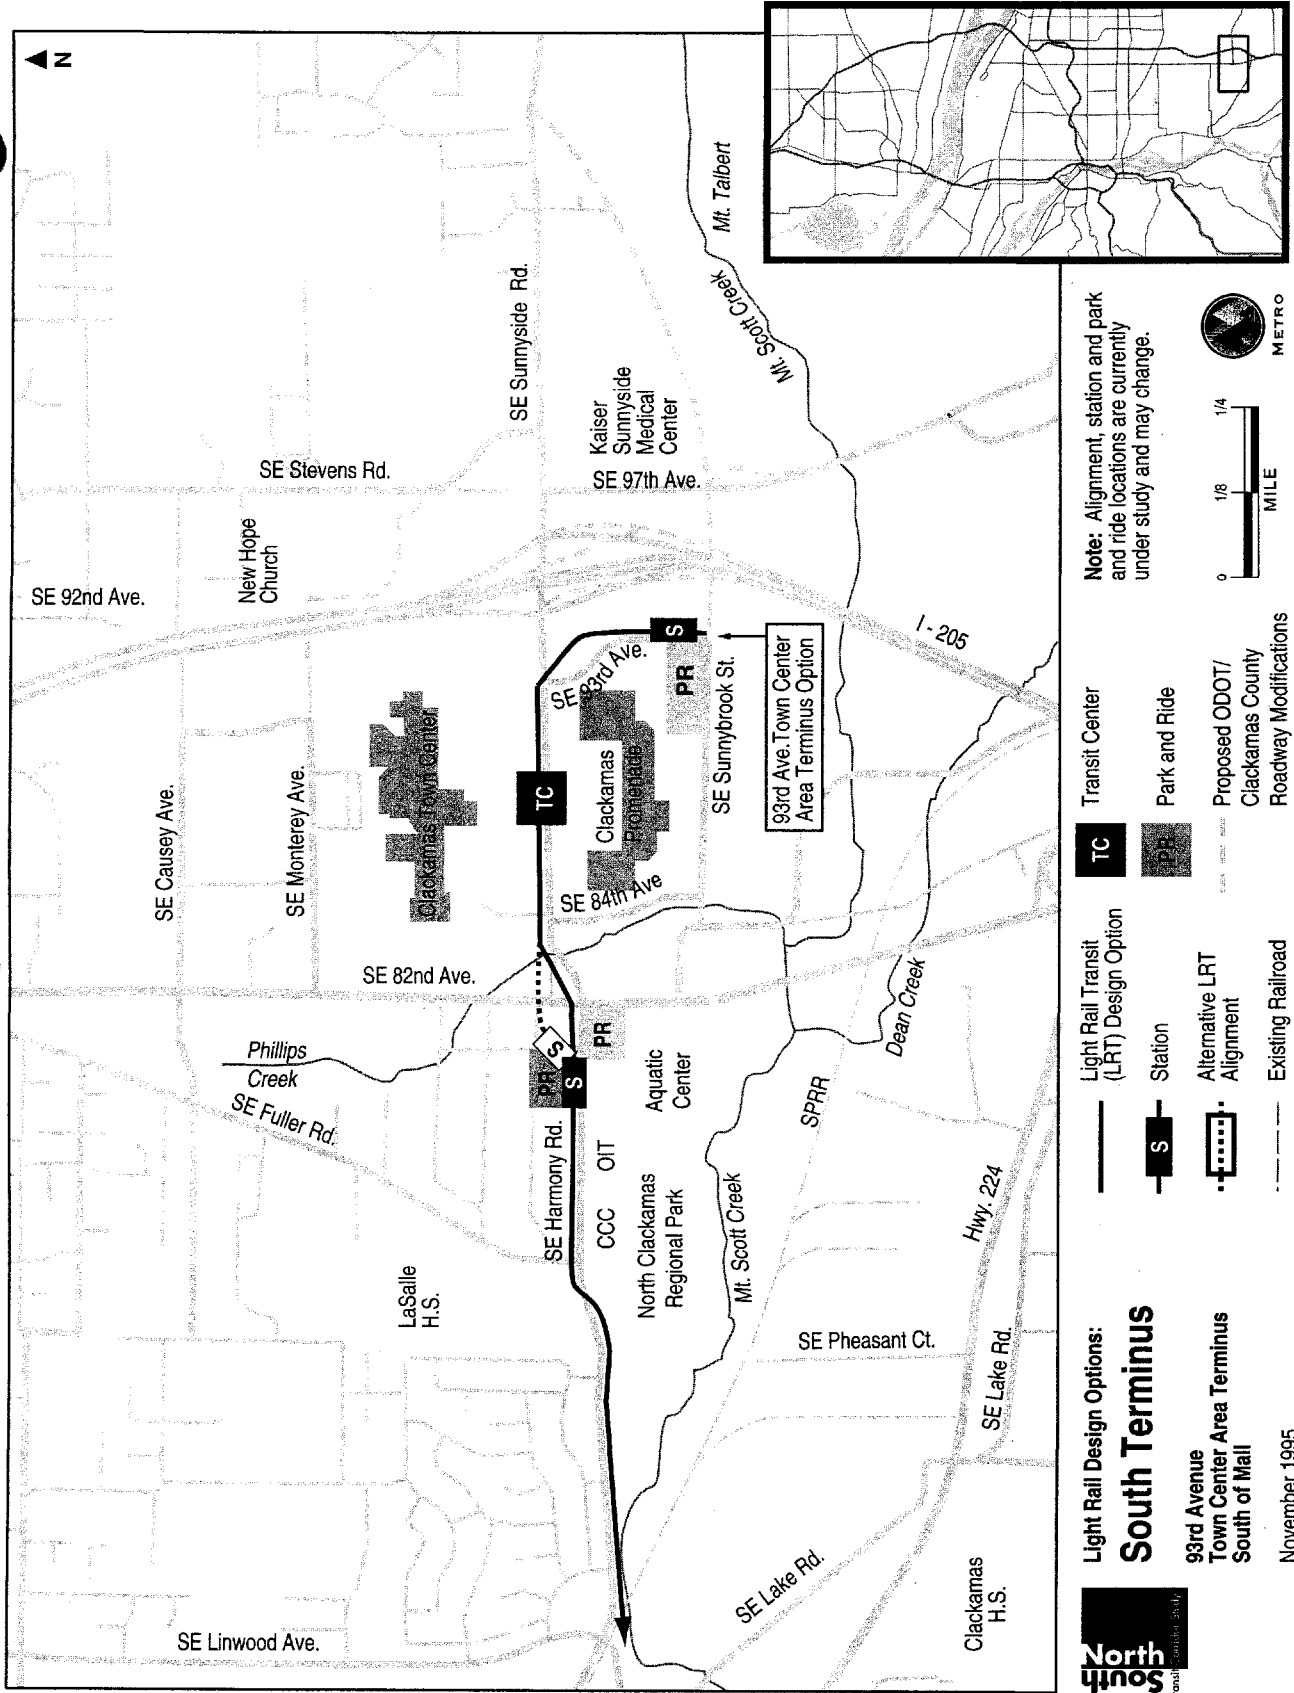 N
SE Linwood Ave.
SE Fuller Rd.
Phillips
Creek
LaSalle
H.S.
SE Causey Ave.
SE Monterey Ave.
SE 82nd Ave.
Clackamas Town Center
SE 92nd Ave.
New Hope
Church
SE Stevens Rd.
SE Sunnyside Rd.
SE Harmony Rd.
PR
S
S
PR
TC
CCC
OIT
Aquatic
Center
North Clackamas
Regional Park
SE 84th Ave
Clackamas
Promenade
SE 93rd Ave.
S
PR
SE Sunnybrook St.
93rd Ave. Town Center
Area Terminus Option
Kaiser
Sunnyside
Medical
Center
SE 97th Ave.
Mt. Talbert
Mt. Scott Creek
I - 205
Mt. Scott Creek
SPRR
Dean Creek
Hwy. 224
SE Pheasant Ct.
SE Lake Rd.
SE Lake Rd.
Clackamas
H.S.
North
South
Light Rail Design Options:
South Terminus
93rd Avenue
Town Center Area Terminus
South of Mall
November 1995
Light Rail Transit
(LRT) Design Option
S
Station
Alternative LRT
Alignment
Existing Railroad
TC
Transit Center
PR
Park and Ride
Proposed ODOT/
Clackamas County
Roadway Modifications
Note: Alignment, station and park
and ride locations are currently
under study and may change.
0 1/8 1/4
MILE
METRO